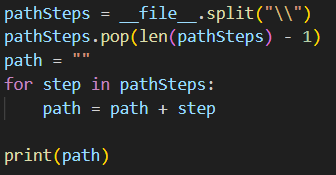 pathSteps = __file__.split("\\")
pathSteps.pop(len(pathSteps) - 1)
path = ""
for step in pathSteps:
    path = path + step

print(path)